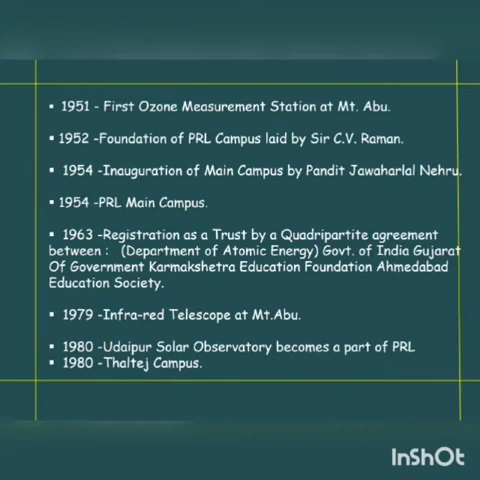 ▪ 1951 - First Ozone Measurement Station at Mt. Abu.
▪ 1952 -Foundation of PRL Campus laid by Sir C.V. Raman.
▪ 1954 -Inauguration of Main Campus by Pandit Jawaharlal Nehru.
▪ 1954 -PRL Main Campus.
▪ 1963 -Registration as a Trust by a Quadripartite agreement
between : (Department of Atomic Energy) Govt. of India Gujarat
Of Government Karmakshetra Education Foundation Ahmedabad
Education Society.
▪ 1979 -Infra-red Telescope at Mt.Abu.
▪ 1980 -Udaipur Solar Observatory becomes a part of PRL
▪ 1980 -Thaltej Campus.
InShOt